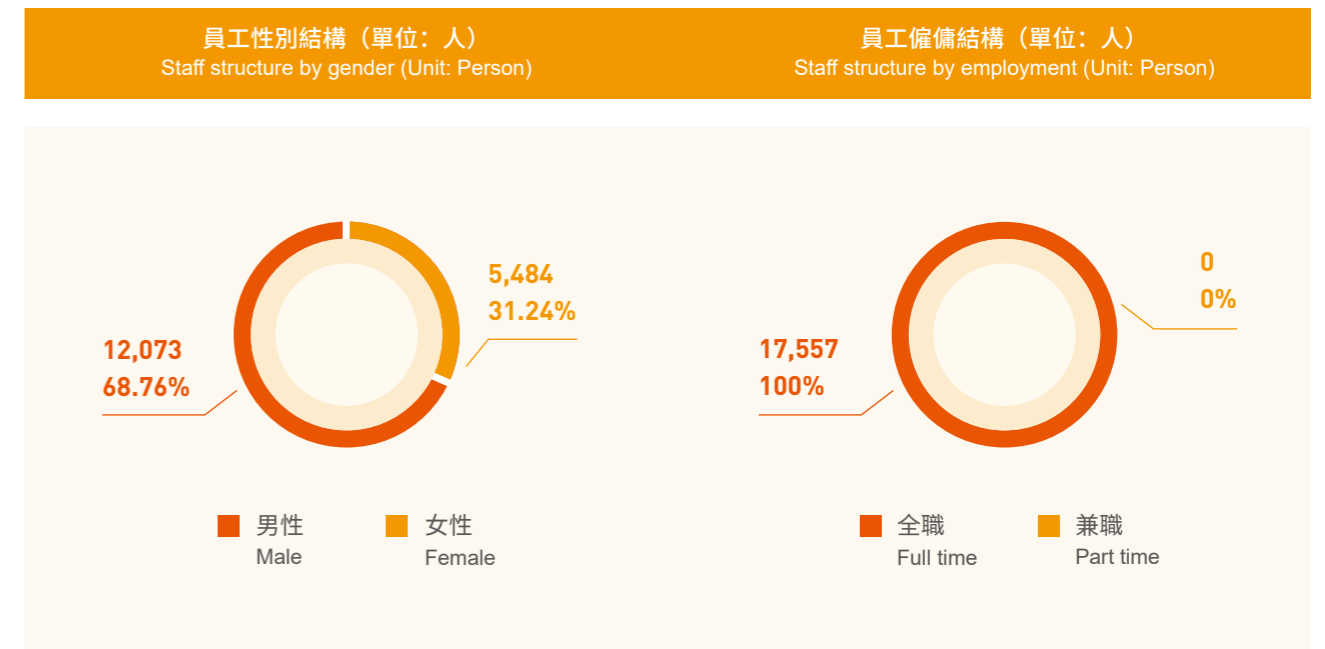 員工性別結構（單位：人）
Staff structure by gender (Unit: Person)
員工僱傭結構（單位：人）
Staff structure by employment (Unit: Person)
5,484
31.24%
12,073
68.76%
男性
Male
女性
Female
0
0%
17,557
100%
全職
Full time
兼職
Part time